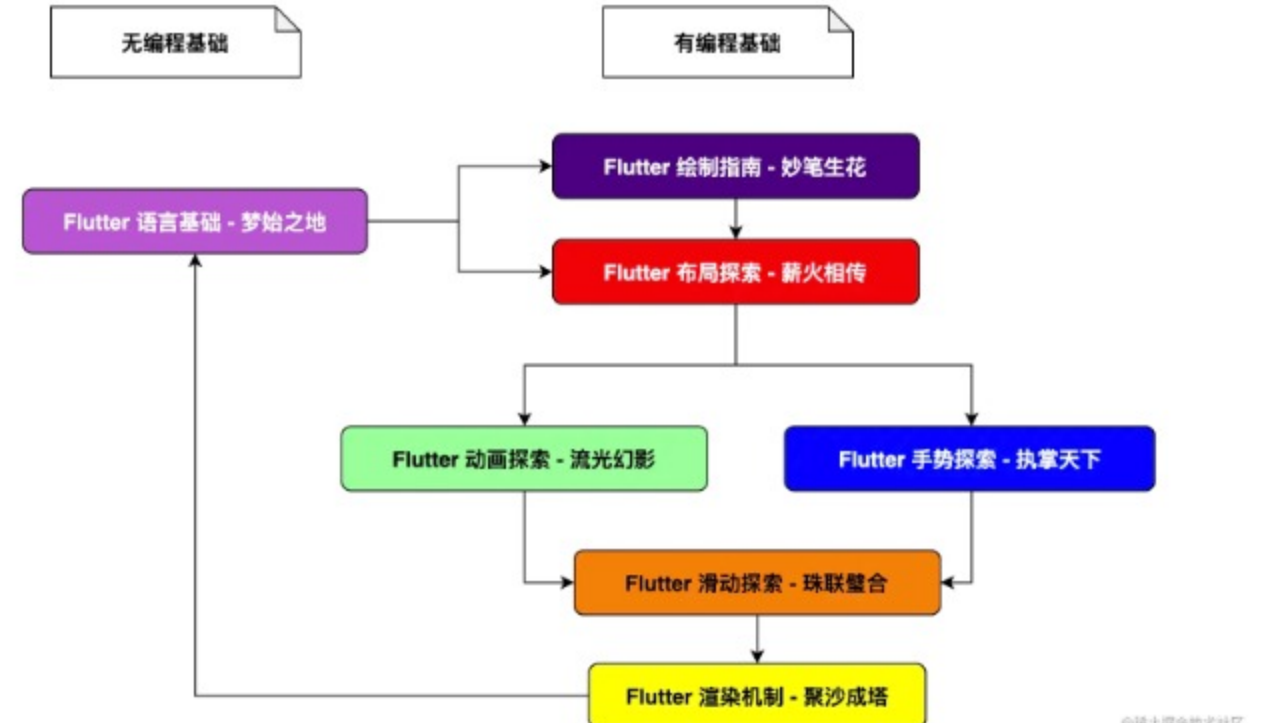 无编程基础
有编程基础
Flutter 绘制指南 - 妙笔生花
Flutter 语言基础 - 梦始之地
Flutter 布局探索 - 薪火相传
Flutter 动画探索 - 流光幻影
Flutter 手势探索 - 执掌天下
Flutter 滑动探索 - 珠联璧合
Flutter 渲染机制 - 聚沙成塔